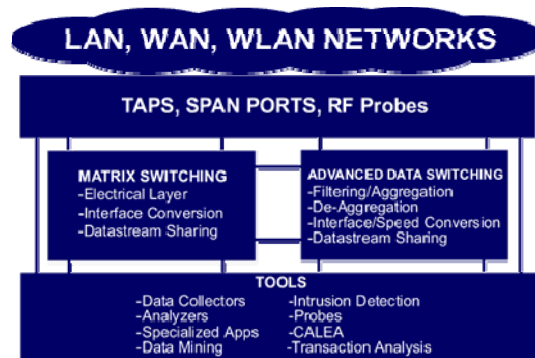 LAN, WAN, WLAN NETWORKS
TAPS, SPAN PORTS, RF Probes
MATRIX SWITCHING
-Electrical Layer
-Interface Conversion
-Datastream Sharing
ADVANCED DATA SWITCHING
-Filtering/Aggregation
-De-Aggregation
-Interface/Speed Conversion
-Datastream Sharing
TOOLS
-Data Collectors
-Analyzers
-Specialized Apps
-Data Mining
-Intrusion Detection
-Probes
-CALEA
-Transaction Analysis